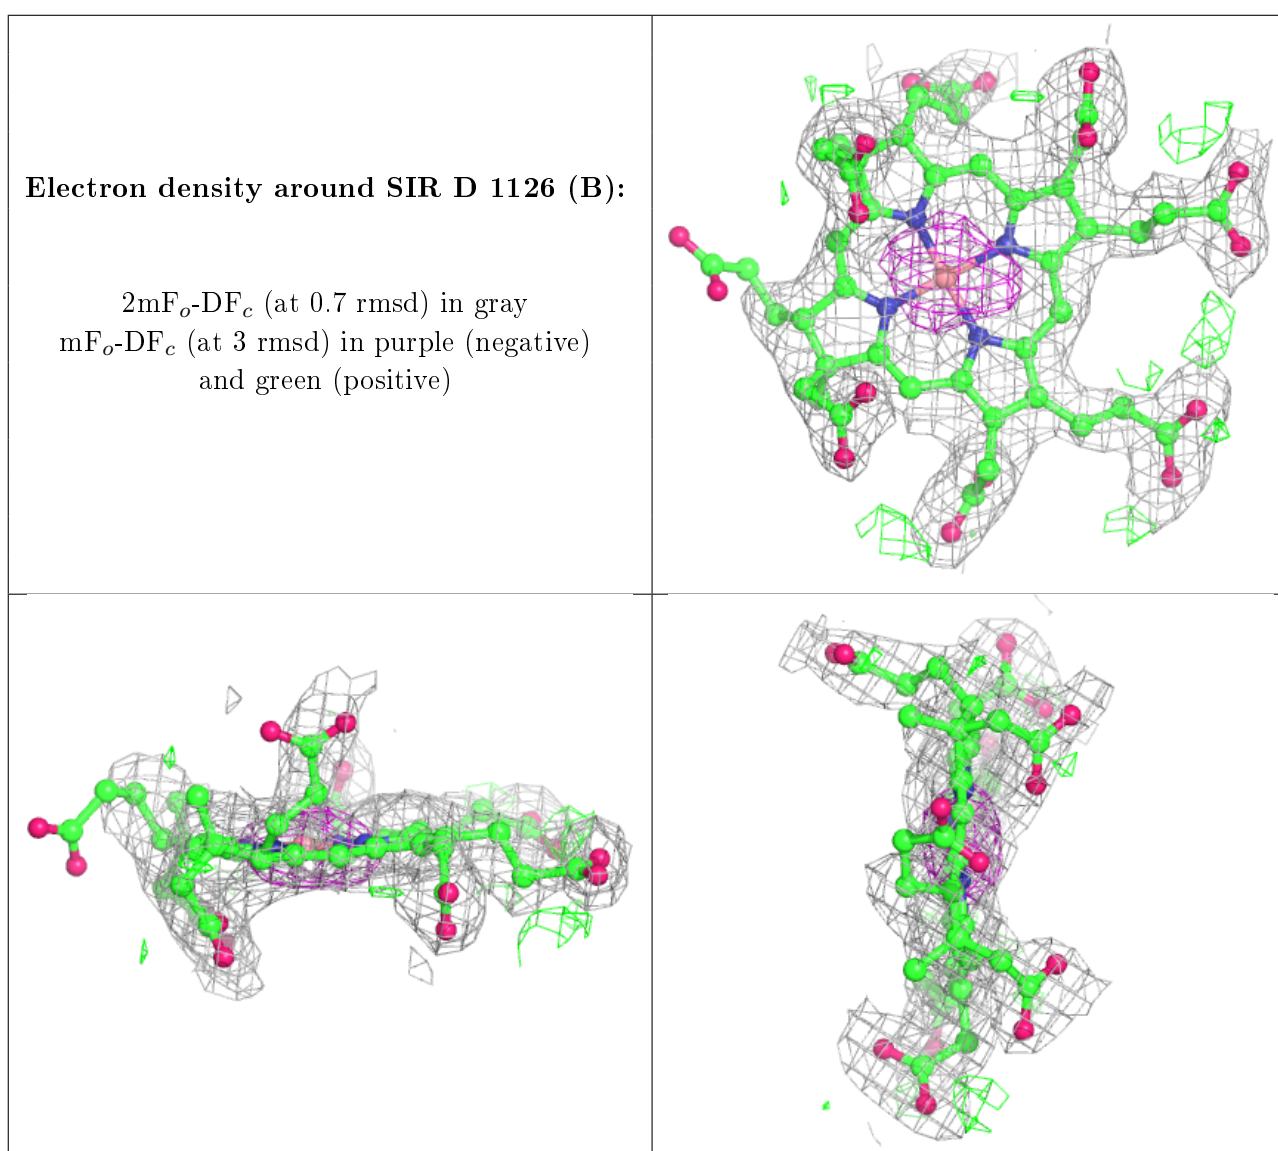 Electron density around SIR D 1126 (B):
2mFo-DFc (at 0.7 rmsd) in gray
mFo-DFc (at 3 rmsd) in purple (negative)
and green (positive)